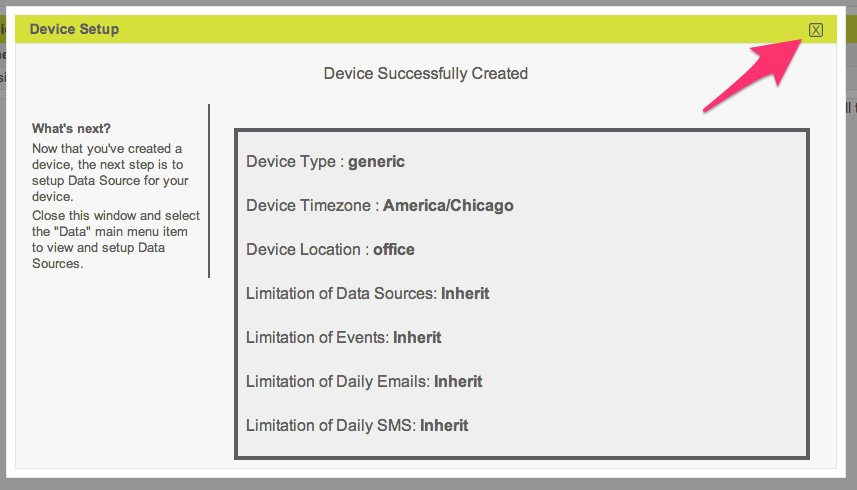 Device Setup
X
Device Successfully Created
What's next?
Now that you've created a
device, the next step is to
setup Data Source for your
device.
Close this window and select
the "Data" main menu item
to view and setup Data
Sources.
Device Type : generic
Device Timezone : America/Chicago
Device Location : office
Limitation of Data Sources: Inherit
Limitation of Events: Inherit
Limitation of Daily Emails: Inherit
Limitation of Daily SMS: Inherit